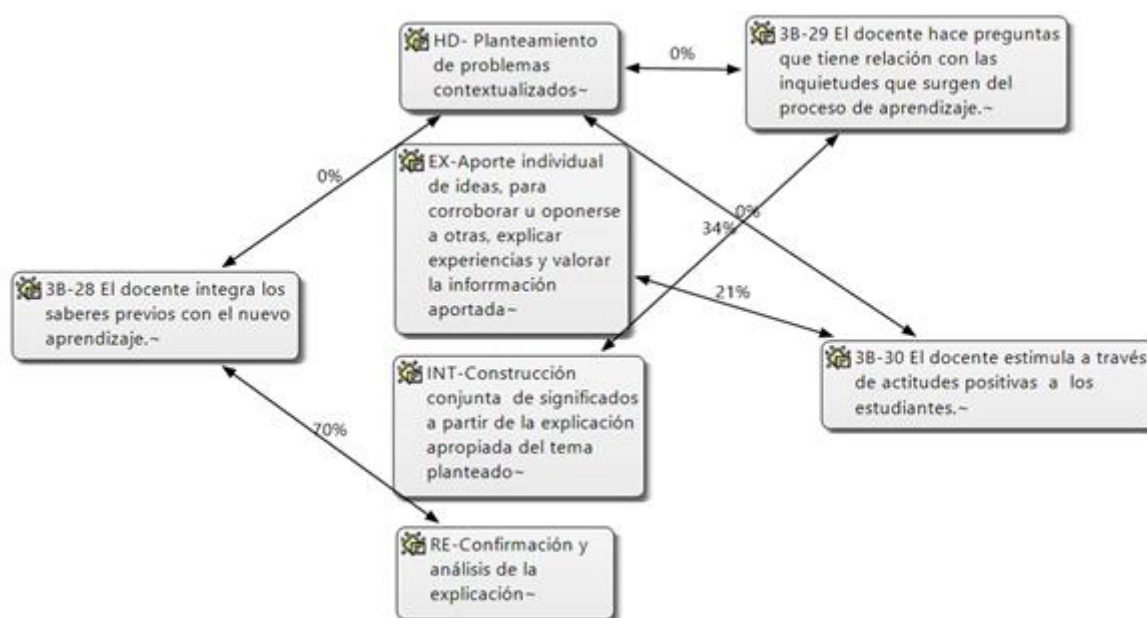 HD- Planteamiento
de problemas
contextualizados~
0%
3B-29 El docente hace preguntas
que tiene relación con las
inquietudes que surgen del
proceso de aprendizaje.~
0%
EX-Aporte individual
de ideas, para
corroborar u oponerse
a otras, explicar
experiencias y valorar
la inforrmación
aportada~
0%
34%
21%
3B-28 El docente integra los
saberes previos con el nuevo
aprendizaje.~
3B-30 El docente estimula a través
de actitudes positivas a los
estudiantes.~
INT-Construcción
conjunta de significados
a partir de la explicación
apropiada del tema
planteado~
70%
RE-Confirmación y
análisis de la
explicación~